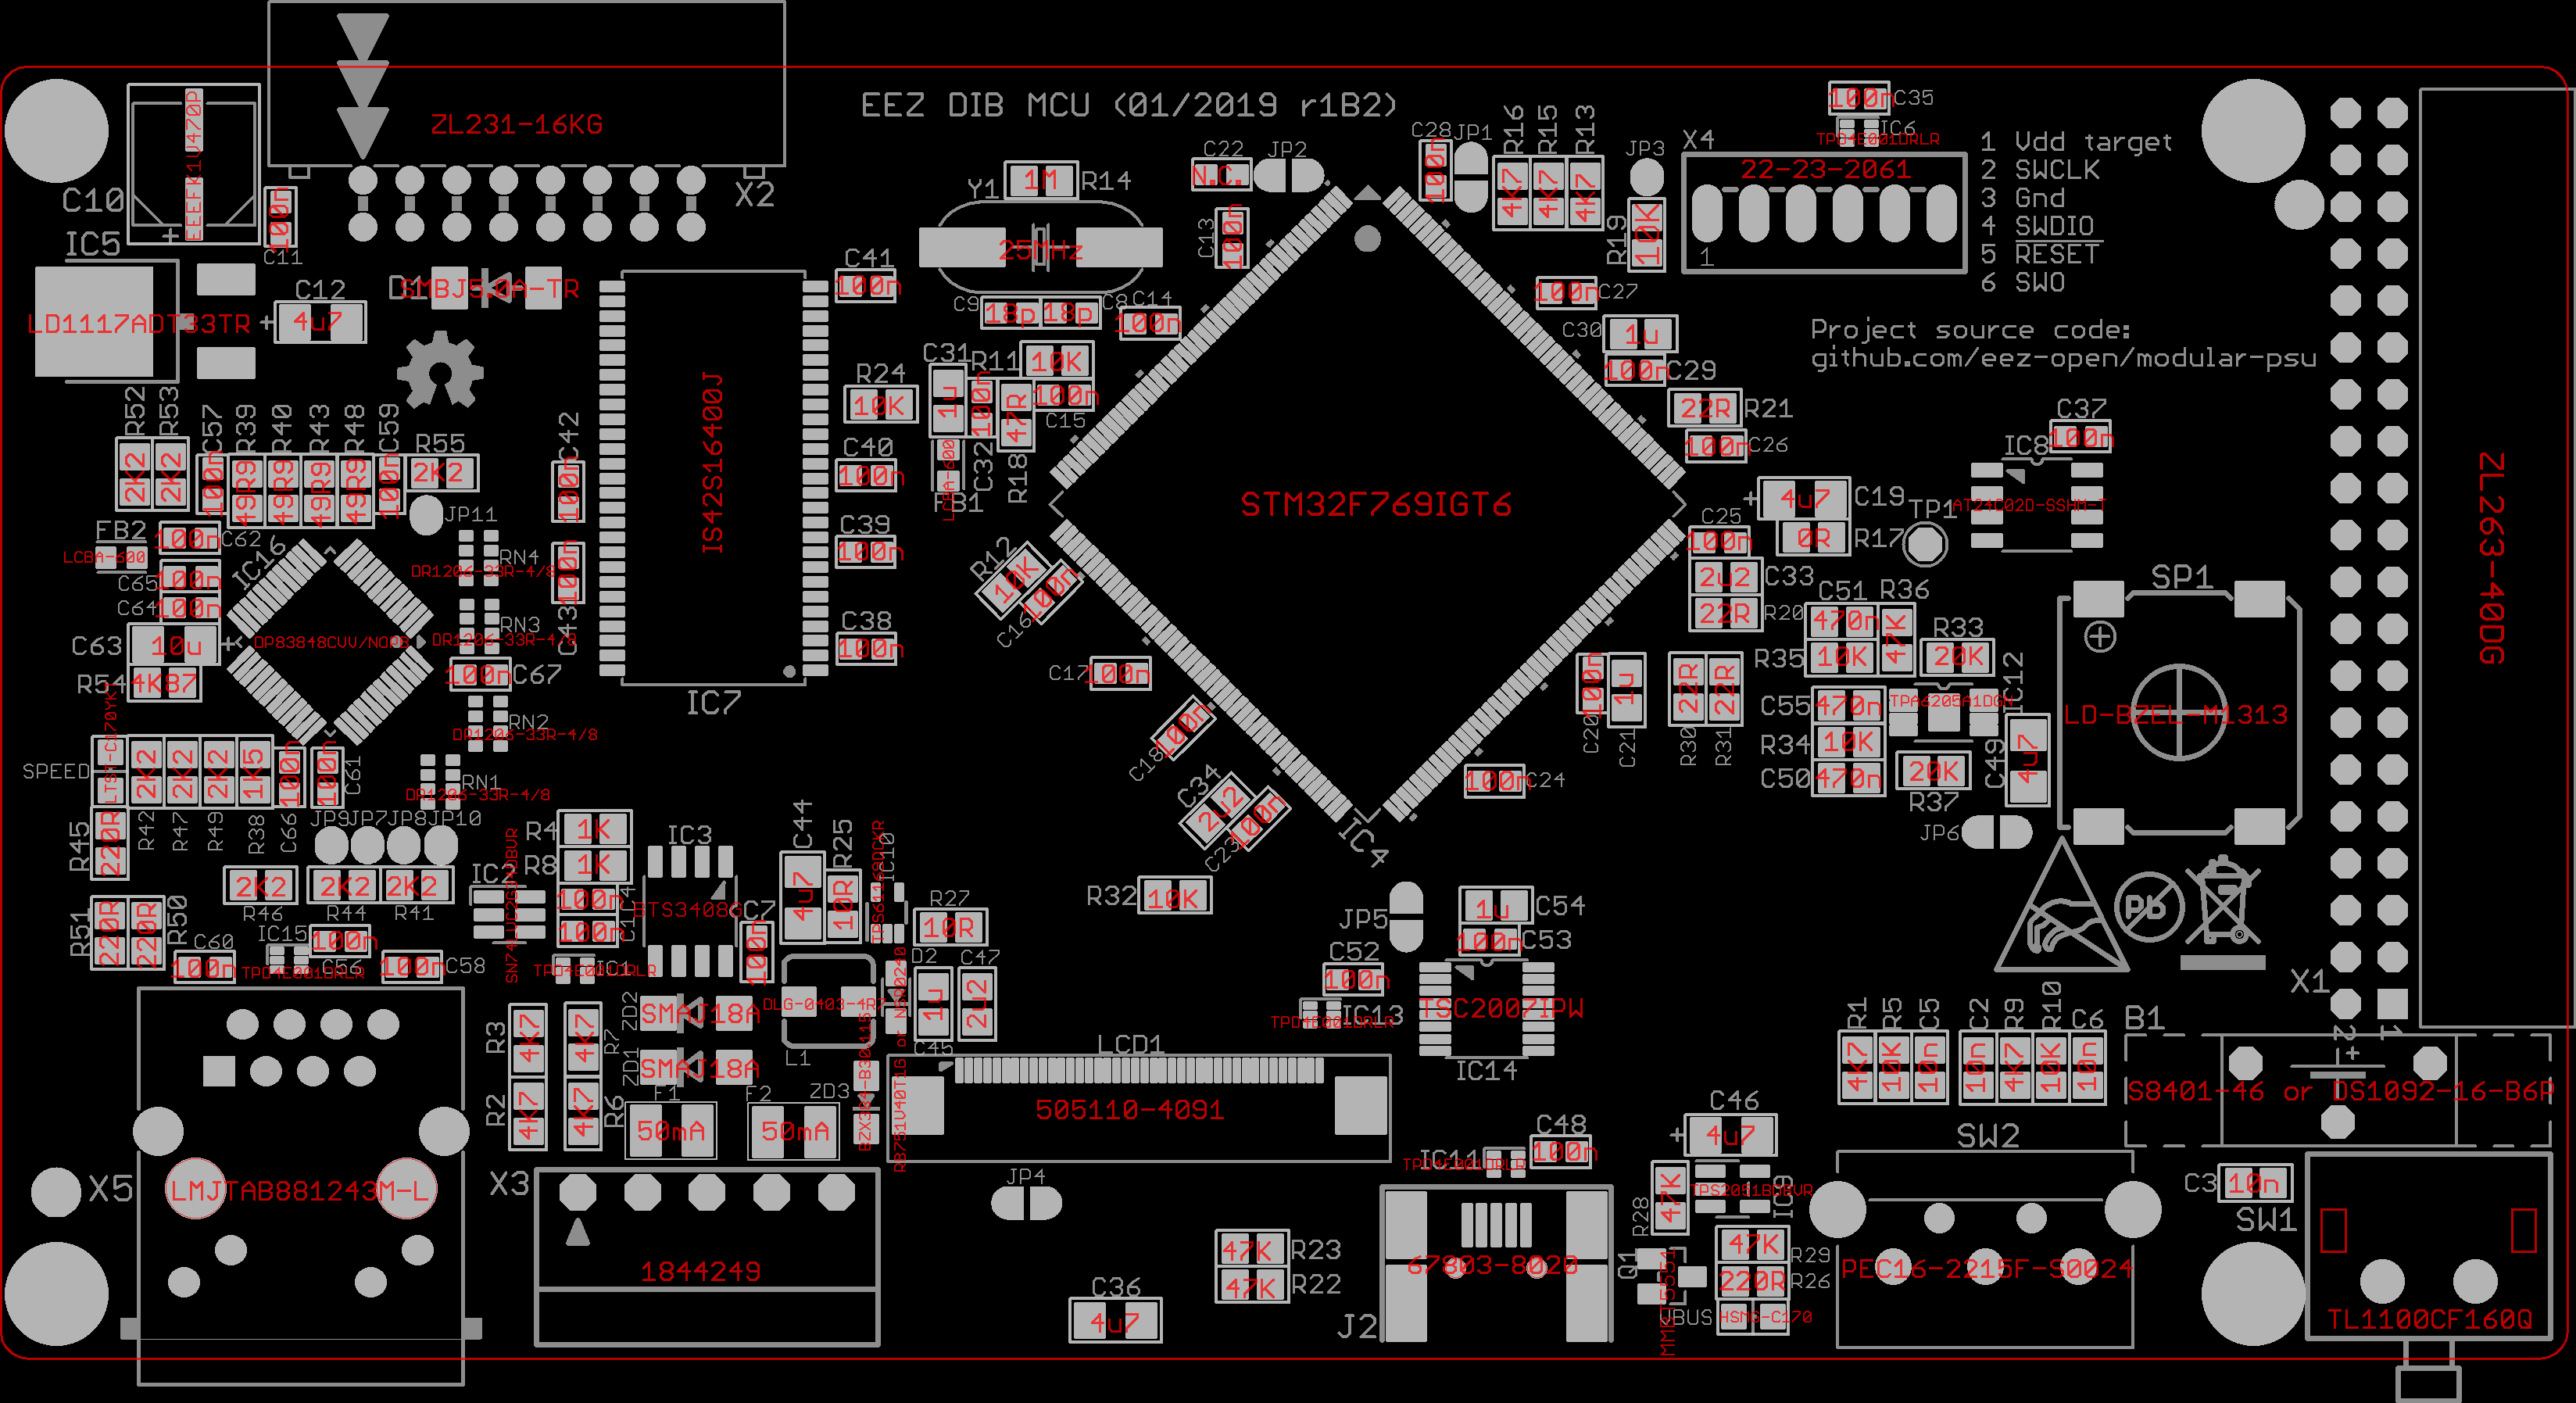 EEZ DIB MCU (01/2019 r1B2)
ZL231-16KG
X2
EEEFK1V470P
C10
100n
C11
IC5
LD1117ADT33TR
C12
4u7
D1
SMBJ5.0A-TR
Y1
1M
R14
25MHz
C9
18p
18p
C8
C14
100n
C22
N.C.
JP2
C13
100n
C28
100n
JP1
R16
R15
R13
4K7
4K7
4K7
JP3
R19
10K
X4
22-23-2061
1
100n
C35
IC6
TPD4E001DRLR
1 Vdd target
2 SWCLK
3 Gnd
4 SWDIO
5 RESET
6 SWO
Project source code:
github.com/eez-open/modular-psu
100n
C27
C30
1u
100n
C29
22R
R21
100n
C26
C41
100n
R24
10K
C40
100n
C39
100n
C38
100n
IS42S16400J
IC7
C42
100n
C43
100n
C31
1u
100n
C32
R11
10K
47R
R18
100n
C15
FB1
R12
10K
100n
C16
C17
100n
C18
100n
C34
2u2
100n
C23
STM32F769IGT6
IC4
R32
10K
100n
C24
C20
100n
C21
1u
R30
22R
R31
22R
C25
100n
C33
2u2
22R
R20
4u7
C19
0R
R17
TP1
IC8
AT24C02D-SSHM-T
C37
100n
C51
470n
R36
47K
R35
10K
R33
20K
C55
470n
R34
10K
C50
470n
TPA6205A1DGN
IC12
20K
R37
C49
4u7
JP6
SP1
LD-BZEL-M1313
ZL263-40DG
X1
2
1
Pb
R52
R53
2K2
2K2
C57
100n
R39
R40
R43
R48
49R9
49R9
49R9
49R9
C59
100n
R55
2K2
JP11
FB2
LCBA-600
100n
C62
C65
100n
C64
100n
C63
10u
R54
4K87
IC16
DP83848CVV/NOPB
RN4
DR1206-33R-4/8
RN3
DR1206-33R-4/8
100n
C67
RN2
DR1206-33R-4/8
RN1
DR1206-33R-4/8
SPEED
2K2
2K2
2K2
1K5
100n
100n
R42
R47
R49
R38
C66
C61
R45
220R
JP9
JP7
JP8
JP10
2K2
2K2
2K2
R46
R44
R41
R51
220R
220R
R50
C60
100n
IC15
TPD4E001DRLR
100n
C56
100n
C58
R4
1K
R8
1K
100n
100n
IC2
TPD4E001DRLR
IC1
IC3
BTS3408G
C7
100n
C44
4u7
R25
10R
IC10
R27
10R
ZD2
SMAJ18A
ZD1
SMAJ18A
DLG-0403-4R7
L1
D2
C45
1u
C47
2u2
R3
4K7
4K7
R7
R2
4K7
4K7
R6
F1
50mA
F2
50mA
ZD3
LCD1
505110-4091
JP5
1u
C54
100n
C53
C52
100n
TPD4E001DRLR
IC13
TSC2007IPW
IC14
R1
R5
C5
C2
R9
R10
C6
4K7
10K
10n
10n
4K7
10K
10n
B1
+
S8401-46 or DS1092-16-B6P
X5
LMJTAB881243M-L
X3
1844249
JP4
C36
4u7
47K
R23
47K
R22
J2
67803-8020
IC11
TPD4E001DRLR
C48
100n
C46
4u7
R28
47K
TPS2051BDBVR
IC9
Q1
47K
R29
220R
R26
HSMG-C170
SW2
PEC16-2215F-S0024
C3
10n
SW1
TL1100CF160Q